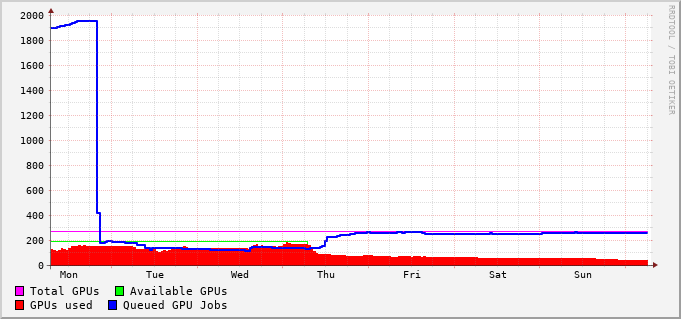 2000
1800
1600
1400
1200
1000
800
600
400
200
0
Mon Tue Wed Thu Fri Sat Sun
Total GPUs Available GPUs
GPUs used Queued GPU Jobs
RRDTOOL / TOBI OETIKER